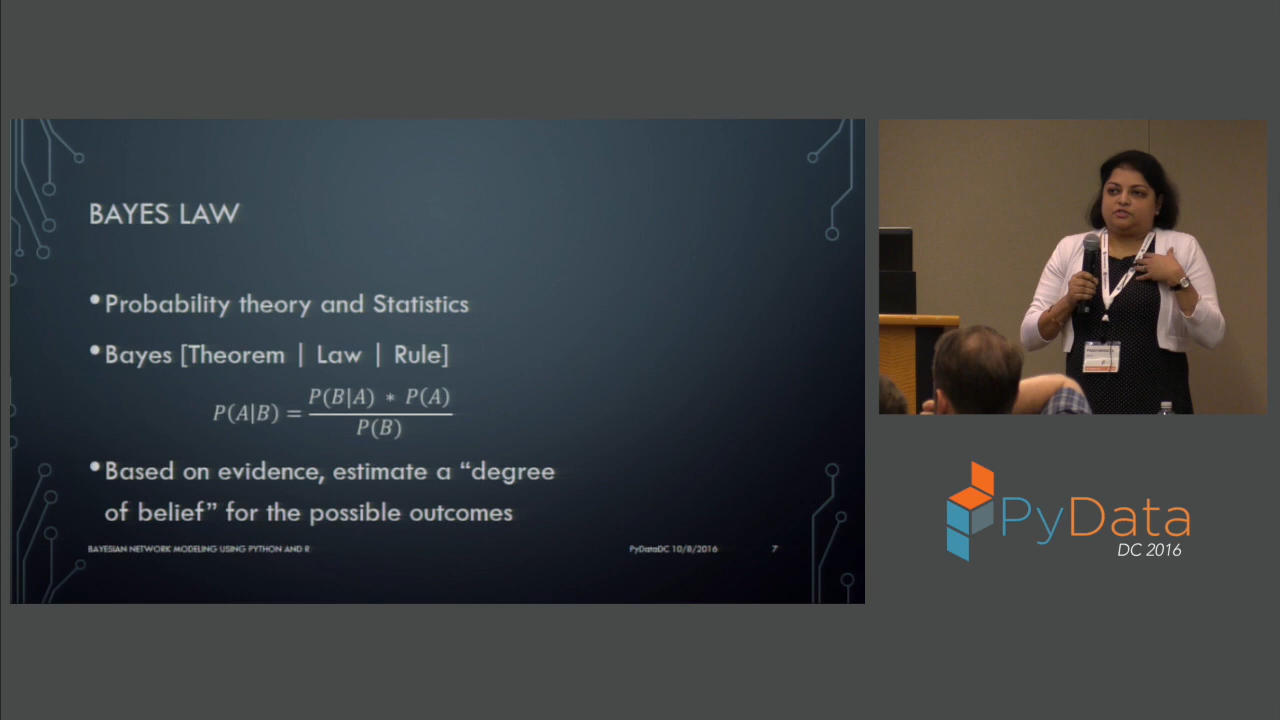 BAYES LAW
•Probability theory and Statistics
•Bayes [Theorem | Law | Rule]
P(A|B) = P(B|A) * P(A) / P(B)
•Based on evidence, estimate a “degree
of belief” for the possible outcomes
BAYESIAN NETWORK MODELING USING PYTHON AND R
PyDataDC 10/8/2016
7
PyData
DC 2016